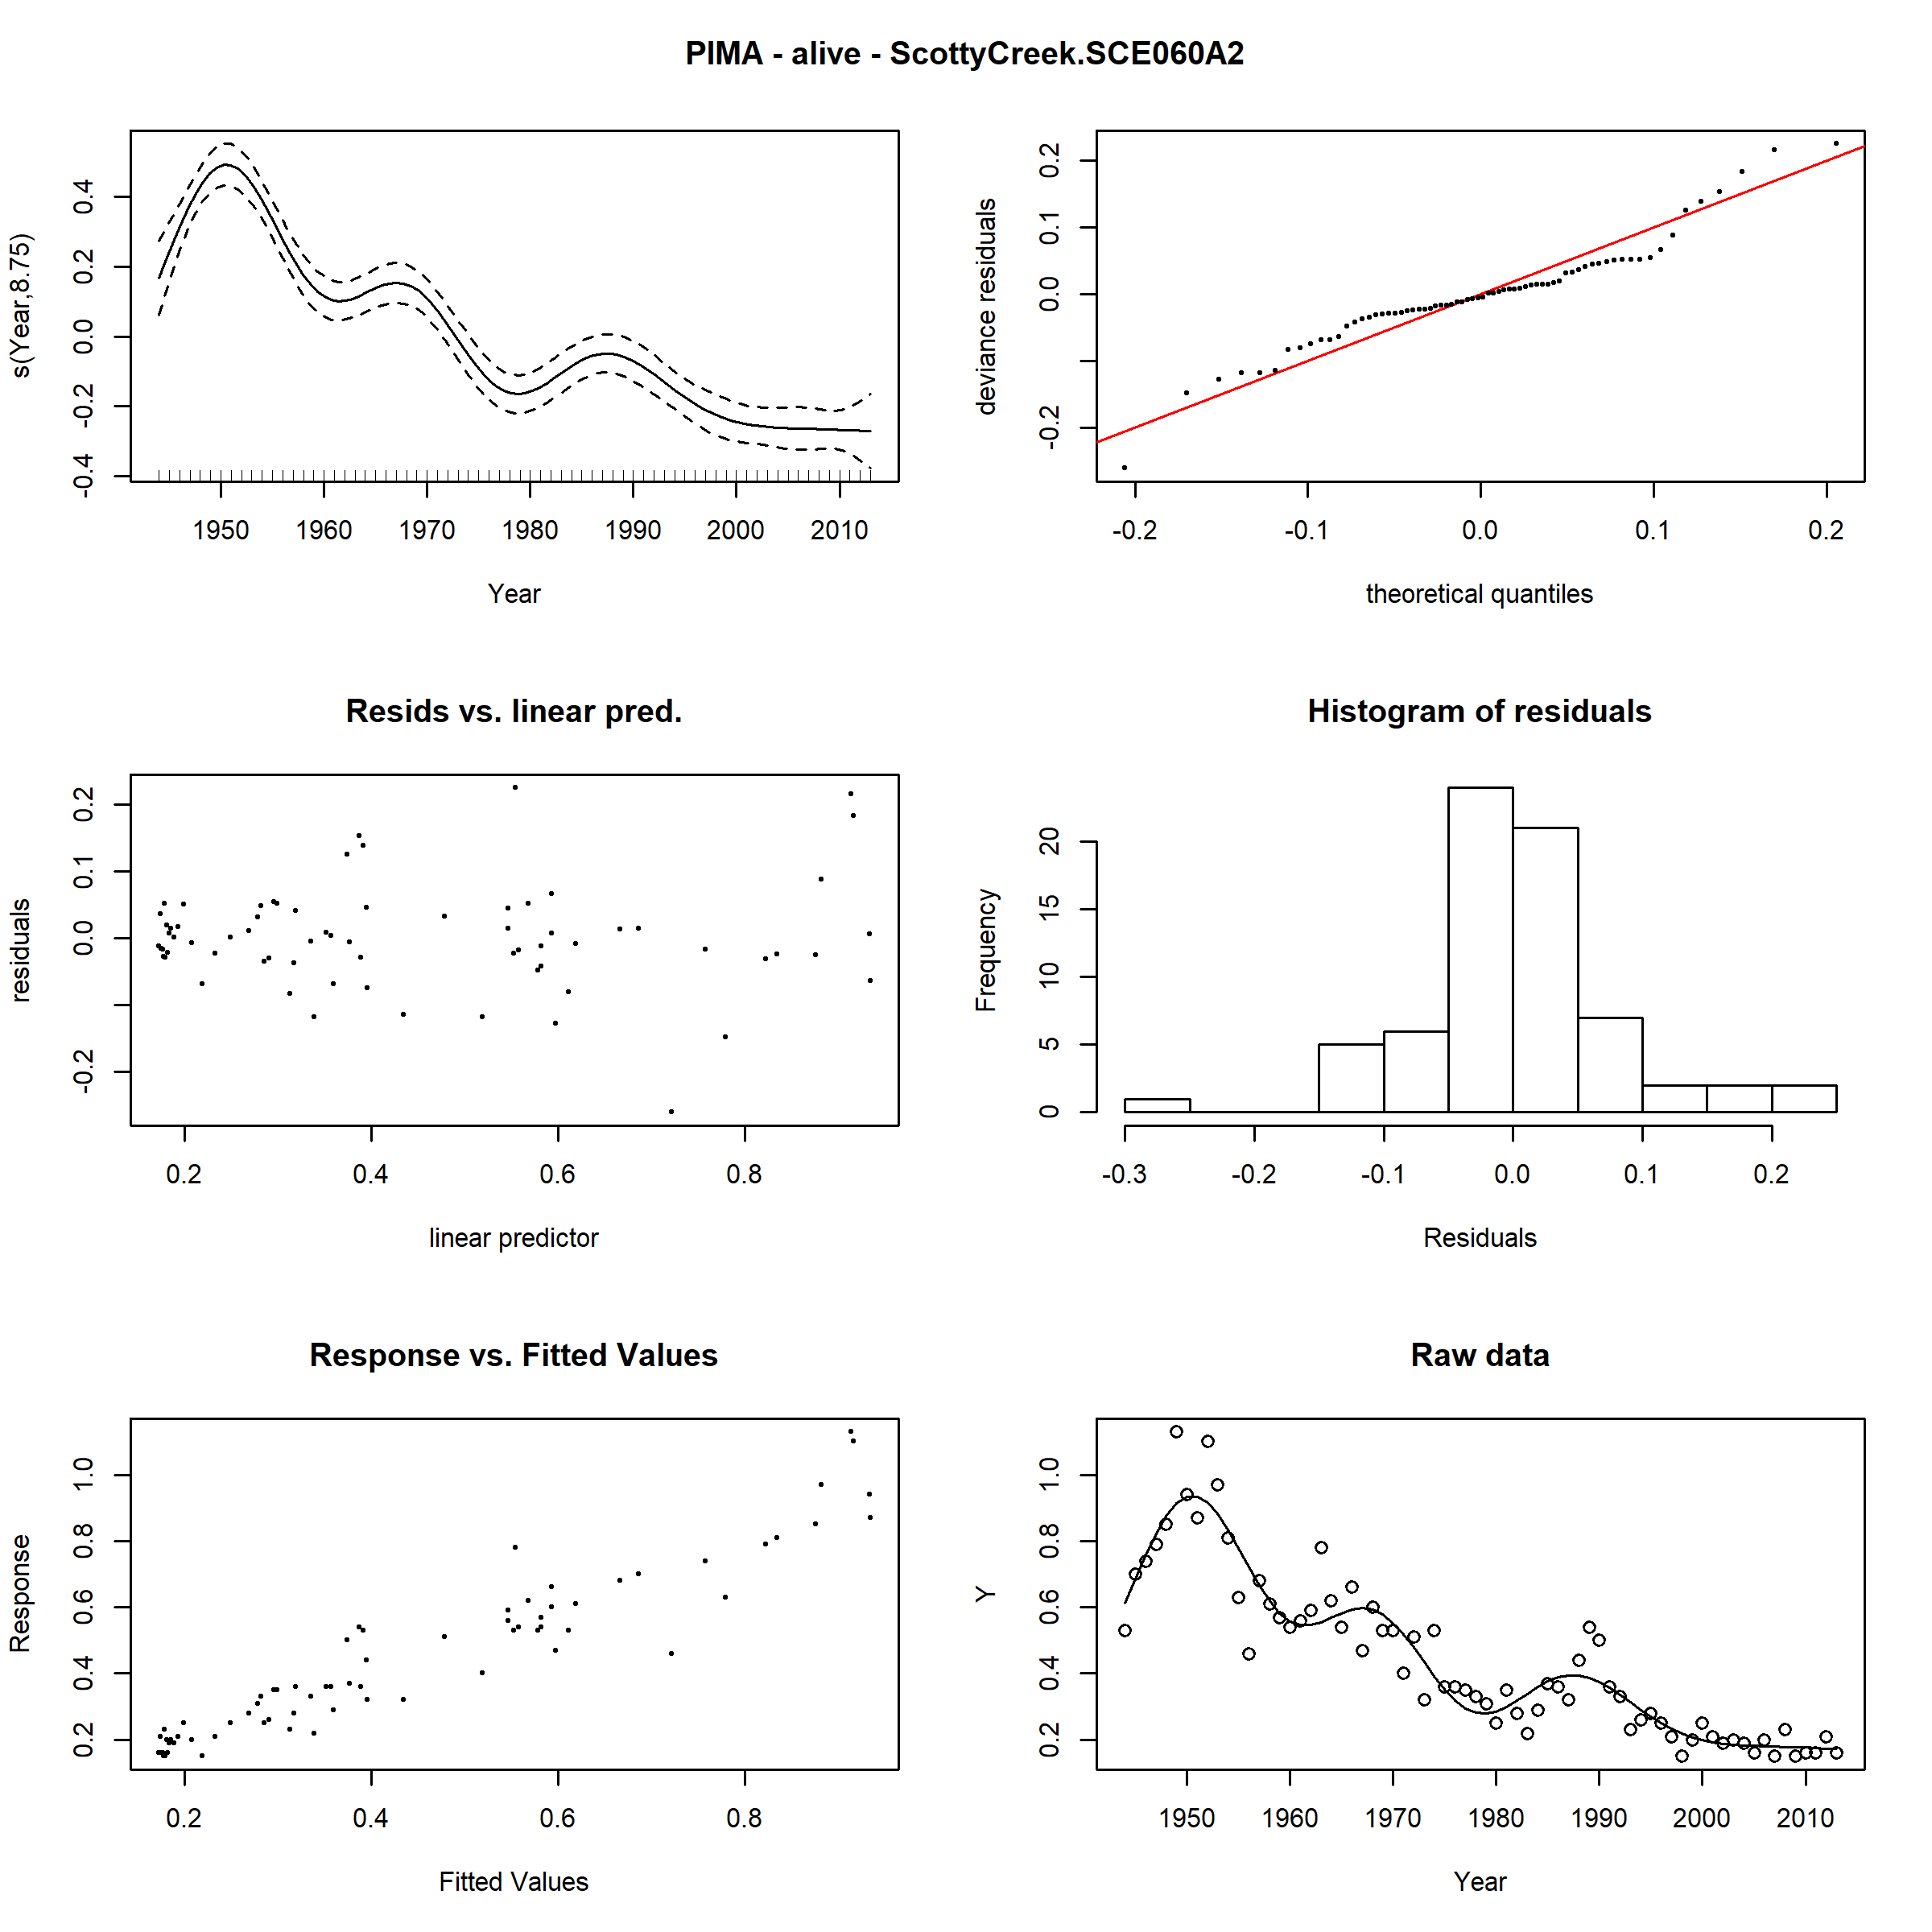 PIMA - alive - ScottyCreek.SCE060A2
s(Year,8.75)
0.4
0.2
0.0
-0.2
-0.4
1950 1960 1970 1980 1990 2000 2010
Year
deviance residuals
0.2
0.1
0.0
-0.2
-0.2 -0.1 0.0 0.1 0.2
theoretical quantiles
Resids vs. linear pred.
residuals
0.2
0.1
0.0
-0.2
0.2 0.4 0.6 0.8
linear predictor
Histogram of residuals
Frequency
20
15
10
5
0
-0.3 -0.2 -0.1 0.0 0.1 0.2
Residuals
Response vs. Fitted Values
Response
1.0
0.8
0.6
0.4
0.2
0.2 0.4 0.6 0.8
Fitted Values
Raw data
Y
1.0
0.8
0.6
0.4
0.2
1950 1960 1970 1980 1990 2000 2010
Year